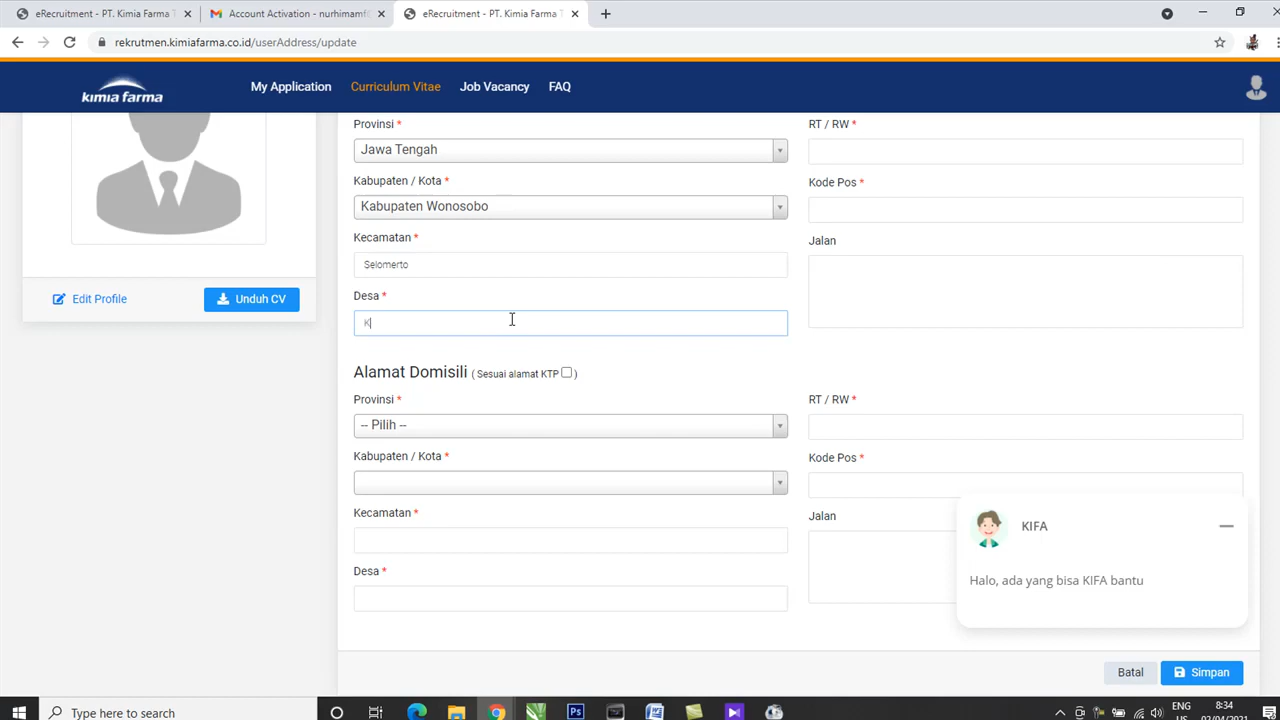 eRecruitment - PT. Kimia Farma T
Account Activation - nurhimamf
eRecruitment - PT. Kimia Farma T
rekrutmen.kimiafarma.co.id/userAddress/update
kimia farma
My Application
Curriculum Vitae
Job Vacancy
FAQ
Edit Profile
Unduh CV
Provinsi *
Jawa Tengah
Kabupaten / Kota *
Kabupaten Wonosobo
Kecamatan *
Selomerto
Desa *
K
RT / RW *
Kode Pos *
Jalan
Alamat Domisili ( Sesuai alamat KTP )
Provinsi *
-- Pilih --
Kabupaten / Kota *
Kecamatan *
Desa *
RT / RW *
Kode Pos *
Jalan
KIFA
Halo, ada yang bisa KIFA bantu
Batal
Simpan
Type here to search
ENG
US
8:34
02/04/2021